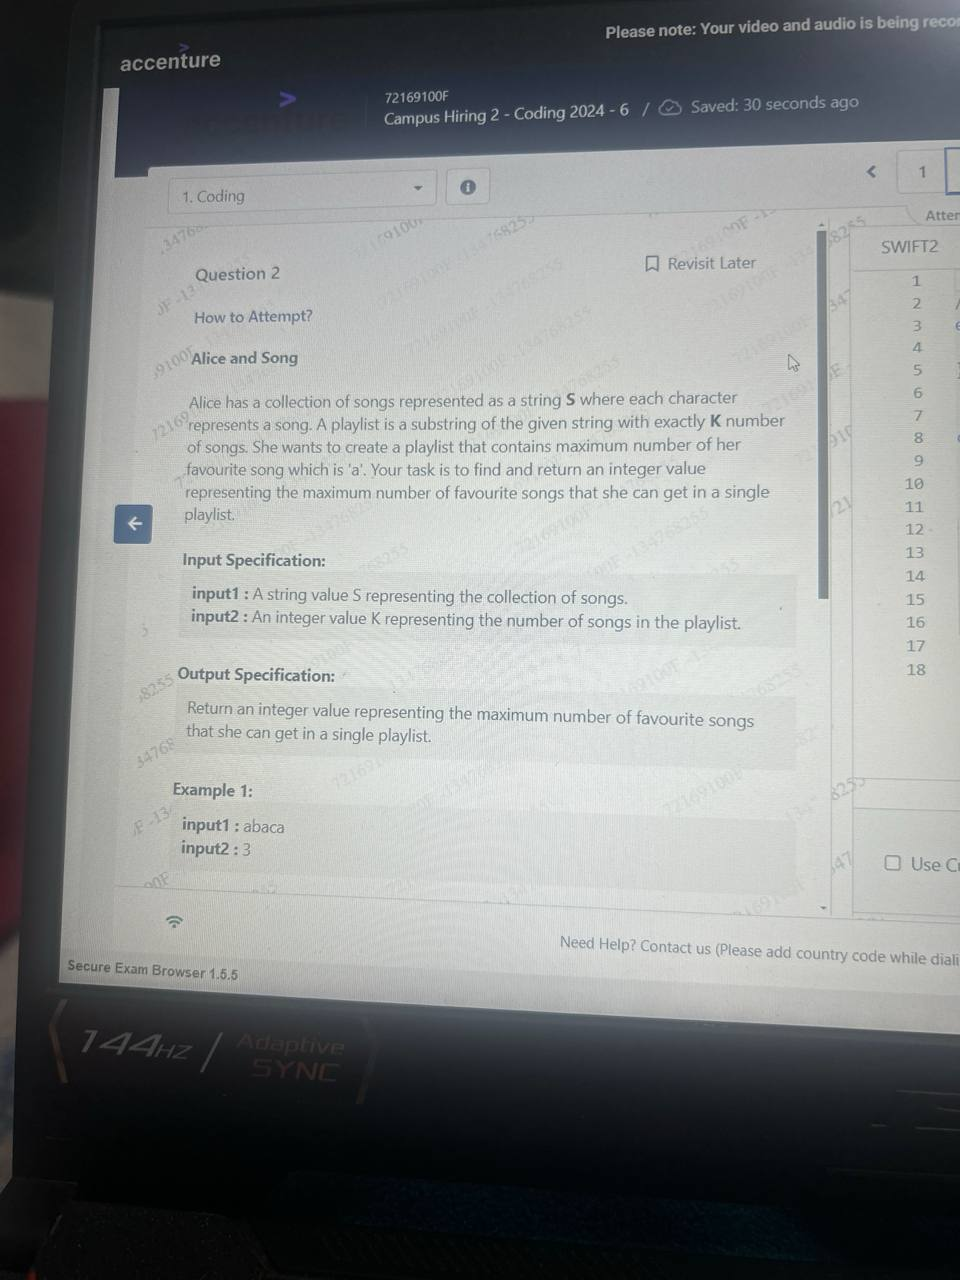 Please note: Your video and audio is being recor
accenture
72169100F
Campus Hiring 2 - Coding 2024 - 6 / Saved: 30 seconds ago
1. Coding
1
Atter
Question 2
Revisit Later
SWIFT2
How to Attempt?
Alice and Song
Alice has a collection of songs represented as a string S where each character
represents a song. A playlist is a substring of the given string with exactly K number
of songs. She wants to create a playlist that contains maximum number of her
favourite song which is 'a'. Your task is to find and return an integer value
representing the maximum number of favourite songs that she can get in a single
playlist.
Input Specification:
input1 : A string value S representing the collection of songs.
input2 : An integer value K representing the number of songs in the playlist.
Output Specification:
Return an integer value representing the maximum number of favourite songs
that she can get in a single playlist.
Example 1:
input1 : abaca
input2 : 3
1
2
3
4
5
6
7
8
9
10
11
12
13
14
15
16
17
18
Use C
Need Help? Contact us (Please add country code while diali
Secure Exam Browser 1.5.5
144HZ / Adaptive
SYNC